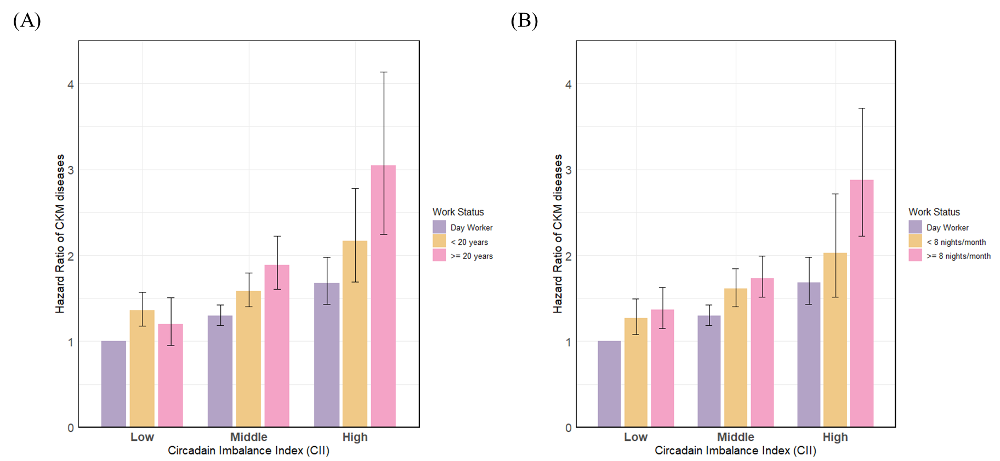 (A)
Hazard Ratio of CKM diseases
4
3
2
1
0
Low Middle High
Circadain Imbalance Index (CII)
Work Status
Day Worker
< 20 years
>= 20 years
(B)
Hazard Ratio of CKM diseases
4
3
2
1
0
Low Middle High
Circadain Imbalance Index (CII)
Work Status
Day Worker
< 8 nights/month
>= 8 nights/month